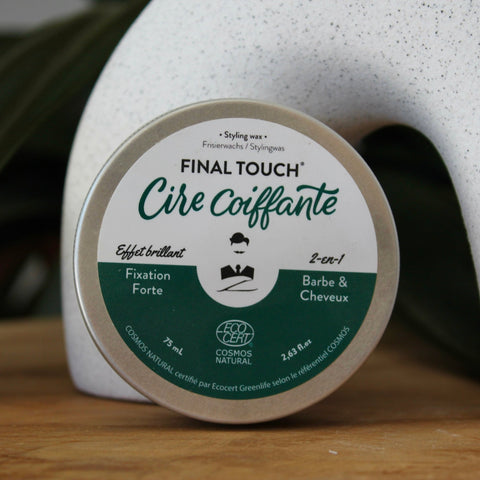 • Styling wax •
Frisierwachs / Stylingwas
FINAL TOUCH®
Cire Coiffante
Effet brillant
Fixation
Forte
2-en-1
Barbe &
Cheveux
75 mL
ECO
CERT
COSMOS
NATURAL
2,63 fl.oz
COSMOS NATURAL certifié par Ecocert Greenlife selon le référentiel COSMOS